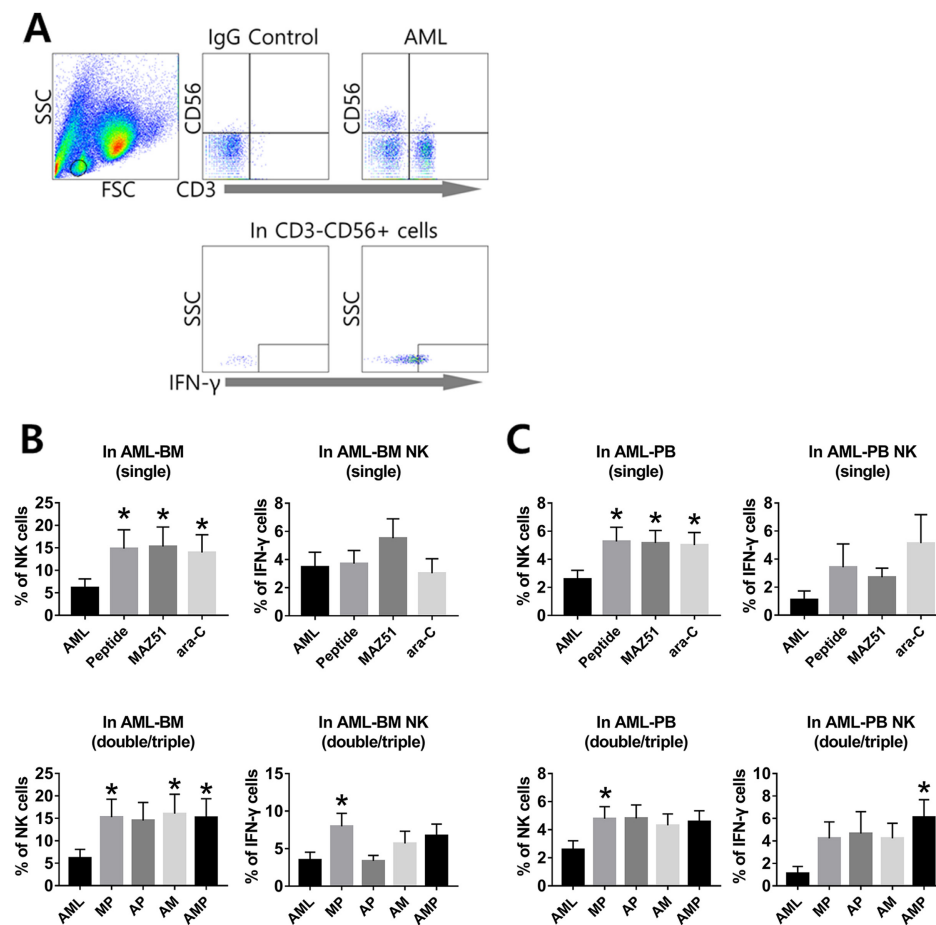 A
IgG Control
AML
SSC
CD56
CD56
FSC
CD3
In CD3-CD56+ cells
SSC
SSC
IFN-γ
B
In AML-BM
(single)
% of NK cells
25
20
15
10
5
0
* * *
AML Peptide MAZ51 ara-C
In AML-BM NK
(single)
% of IFN-γ cells
8
6
4
2
0
AML Peptide MAZ51 ara-C
C
In AML-PB
(single)
% of NK cells
8
6
4
2
0
* * *
AML Peptide MAZ51 ara-C
In AML-PB NK
(single)
% of IFN-γ cells
8
6
4
2
0
AML Peptide MAZ51 ara-C
In AML-BM
(double/triple)
% of NK cells
25
20
15
10
5
0
* * *
AML MP AP AM AMP
In AML-BM NK
(double/triple)
% of IFN-γ cells
15
10
5
0
*
AML MP AP AM AMP
In AML-PB
(double/triple)
% of NK cells
8
6
4
2
0
*
AML MP AP AM AMP
In AML-PB NK
(doule/triple)
% of IFN-γ cells
10
8
6
4
2
0
*
AML MP AP AM AMP